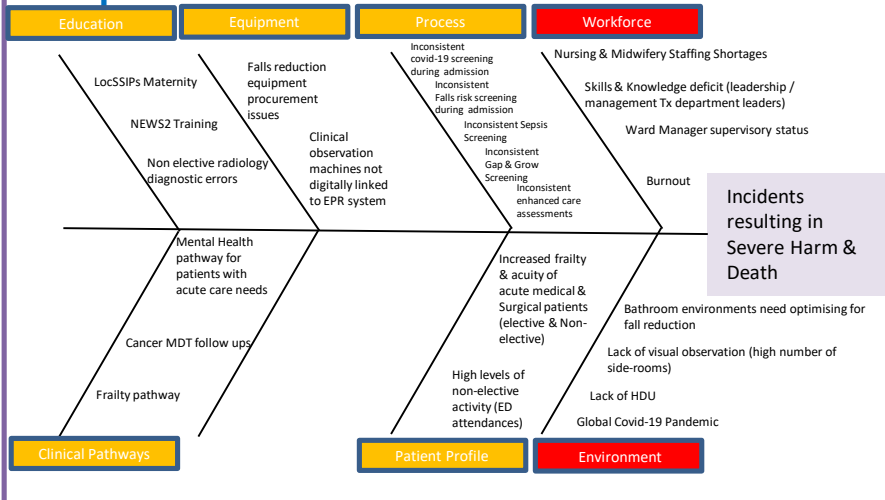 Education
Equipment
Process
Workforce
LocSSIPs Maternity
NEWS2 Training
Non elective radiology
diagnostic errors
Falls reduction
equipment
procurement
issues
Clinical
observation
machines not
digitally linked
to EPR system
Inconsistent
covid-19 screening
during admission
Inconsistent
Falls risk screening
during admission
Inconsistent Sepsis
Screening
Inconsistent
Gap & Grow
Screening
Inconsistent
enhanced care
assessments
Nursing & Midwifery Staffing Shortages
Skills & Knowledge deficit (leadership /
management Tx department leaders)
Ward Manager supervisory status
Burnout
Incidents
resulting in
Severe Harm &
Death
Mental Health
pathway for
patients with
acute care needs
Cancer MDT follow ups
Frailty pathway
Increased frailty
& acuity of
acute medical &
Surgical patients
(elective & Non-
elective)
High levels of
non-elective
activity (ED
attendances)
Bathroom environments need optimising for
fall reduction
Lack of visual observation (high number of
side-rooms)
Lack of HDU
Global Covid-19 Pandemic
Clinical Pathways
Patient Profile
Environment